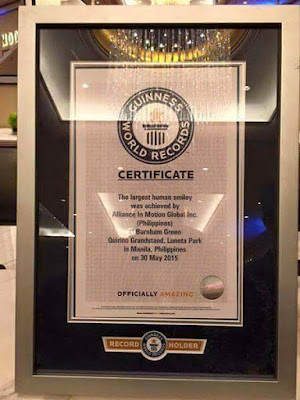 GUINNESS
WORLD RECORDS
CERTIFICATE
The largest human smiley
was achieved by
Alliance In Motion Global Inc.
(Philippines)
Burnham Green
Quirino Grandstand, Luneta Park
in Manila, Philippines
on 30 May 2015
OFFICIALLY AMAZING
RECORD HOLDER